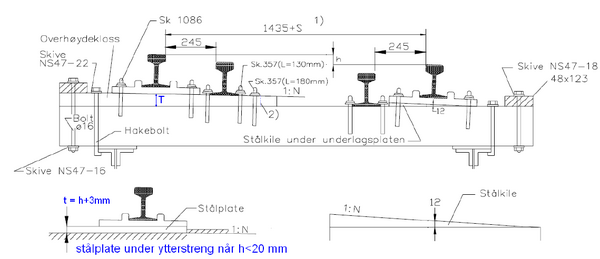 1)
Sk 1086
1435+S
Overhøydekloss
245
h
245
Skive
NS47-22
Sk.357(L=130mm)
Skive NS47-18
Sk.357(L=180mm)
48x123
1:N
T
12
2)
Bolt
ø16
Stålkile under underlagsplaten
Hakebolt
Skive NS47-16
Stålkile
t = h+3mm
Stålplate
1:N
12
1:N
stålplate under ytterstreng når h<20 mm